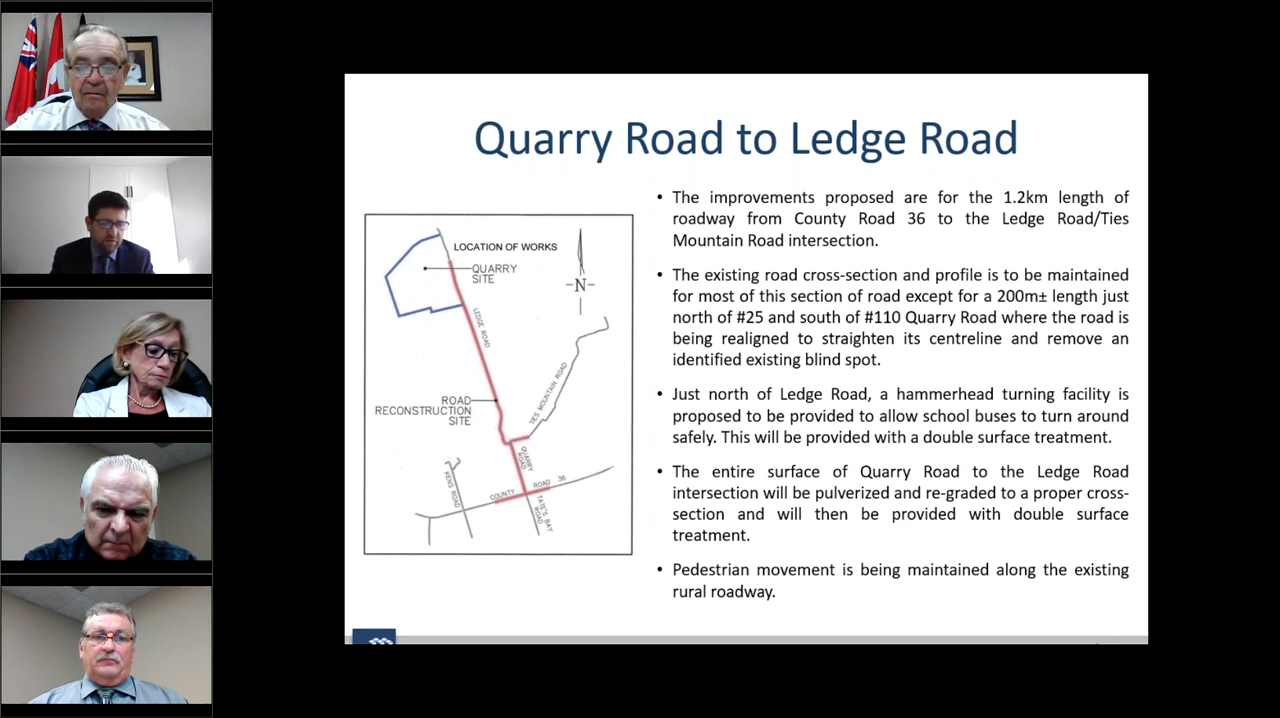 Quarry Road to Ledge Road
LOCATION OF WORKS
QUARRY
SITE
N
LEDGE ROAD
TIES MOUNTAIN ROAD
ROAD
RECONSTRUCTION
SITE
QUARRY
ROAD
KENS ROAD
COUNTY ROAD 36
TATE'S BAY
ROAD
• The improvements proposed are for the 1.2km length of
roadway from County Road 36 to the Ledge Road/Ties
Mountain Road intersection.
• The existing road cross-section and profile is to be maintained
for most of this section of road except for a 200m± length just
north of #25 and south of #110 Quarry Road where the road is
being realigned to straighten its centreline and remove an
identified existing blind spot.
• Just north of Ledge Road, a hammerhead turning facility is
proposed to be provided to allow school buses to turn around
safely. This will be provided with a double surface treatment.
• The entire surface of Quarry Road to the Ledge Road
intersection will be pulverized and re-graded to a proper cross-
section and will then be provided with double surface
treatment.
• Pedestrian movement is being maintained along the existing
rural roadway.